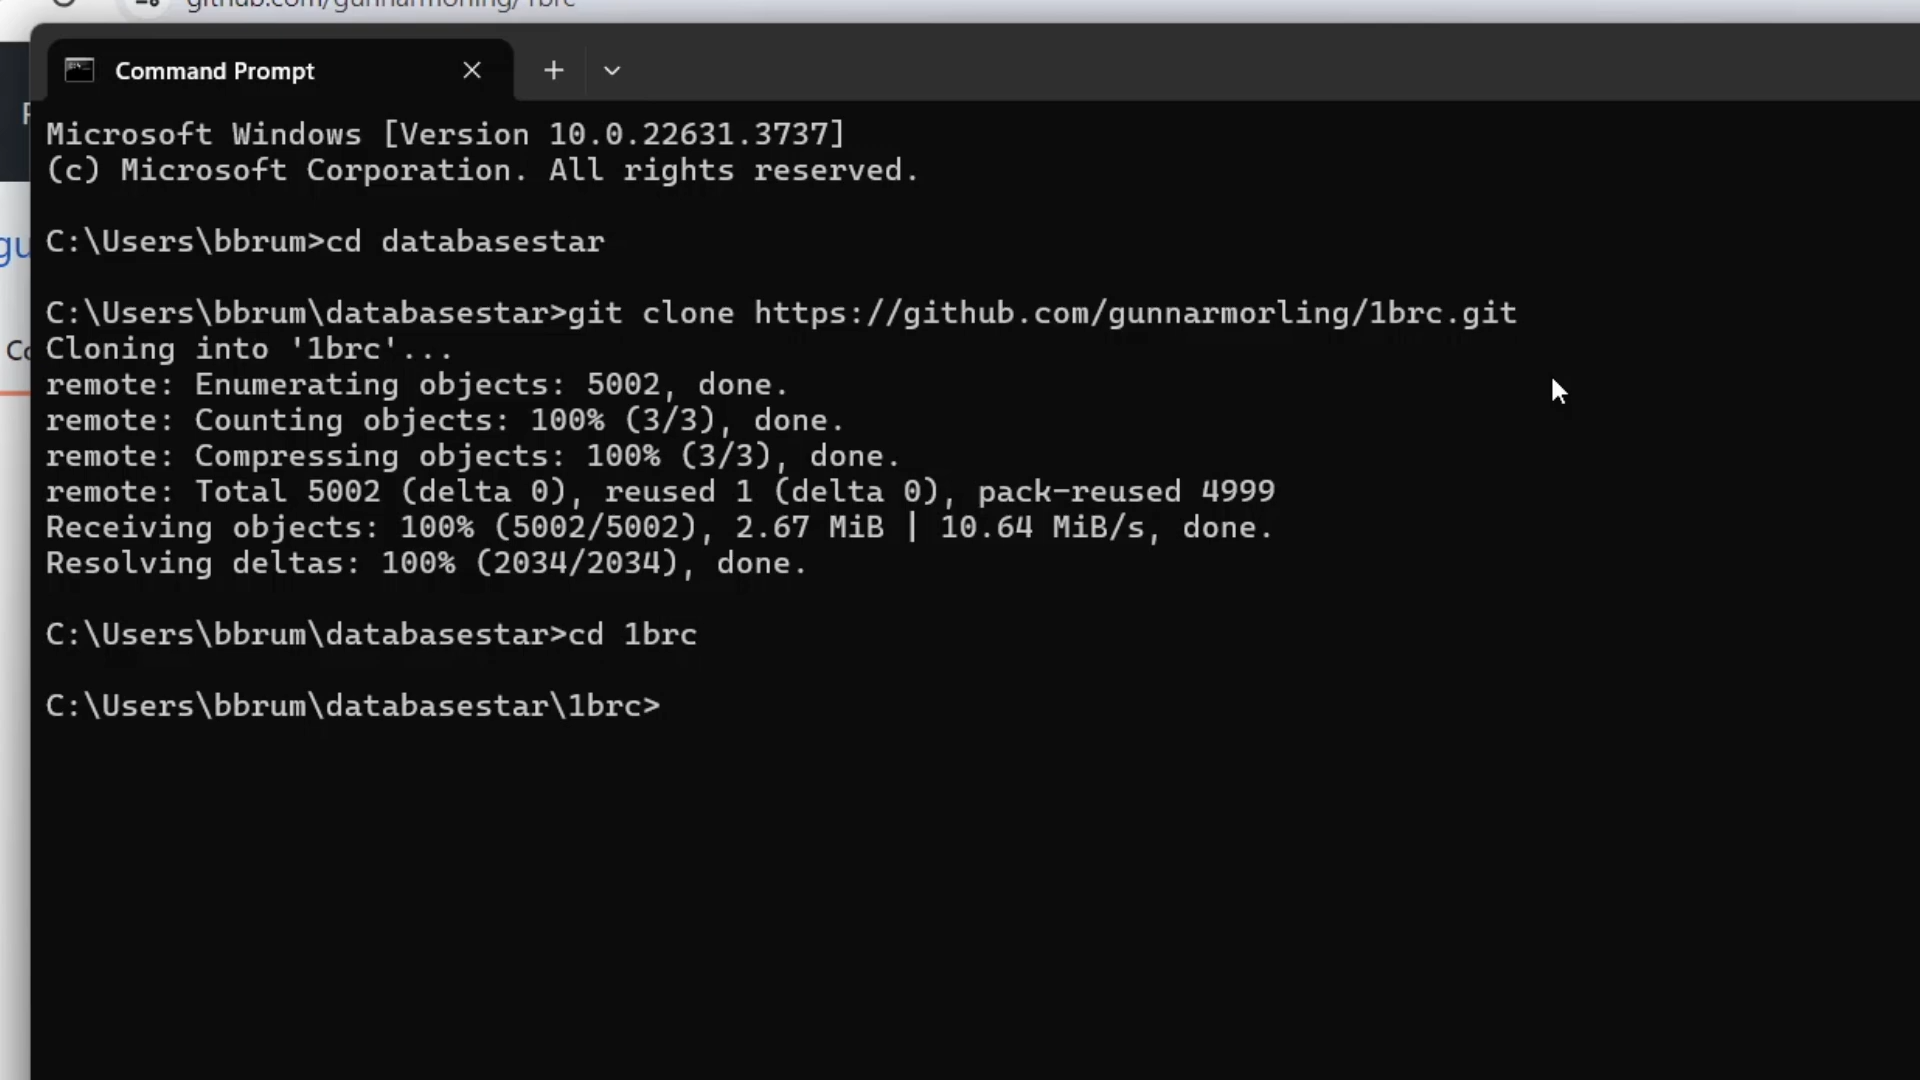 github.com/gunnarmorling/1brc
Command Prompt
Microsoft Windows [Version 10.0.22631.3737]
(c) Microsoft Corporation. All rights reserved.
C:\Users\bbrum>cd databasestar
gu
C:\Users\bbrum\databasestar>git clone https://github.com/gunnarmorling/1brc.git
Co
Cloning into '1brc'...
remote: Enumerating objects: 5002, done.
remote: Counting objects: 100% (3/3), done.
remote: Compressing objects: 100% (3/3), done.
remote: Total 5002 (delta 0), reused 1 (delta 0), pack-reused 4999
Receiving objects: 100% (5002/5002), 2.67 MiB | 10.64 MiB/s, done.
Resolving deltas: 100% (2034/2034), done.
C:\Users\bbrum\databasestar>cd 1brc
C:\Users\bbrum\databasestar\1brc>